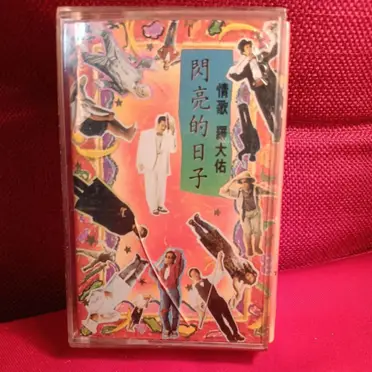 情歌 羅大佑
閃亮的日子